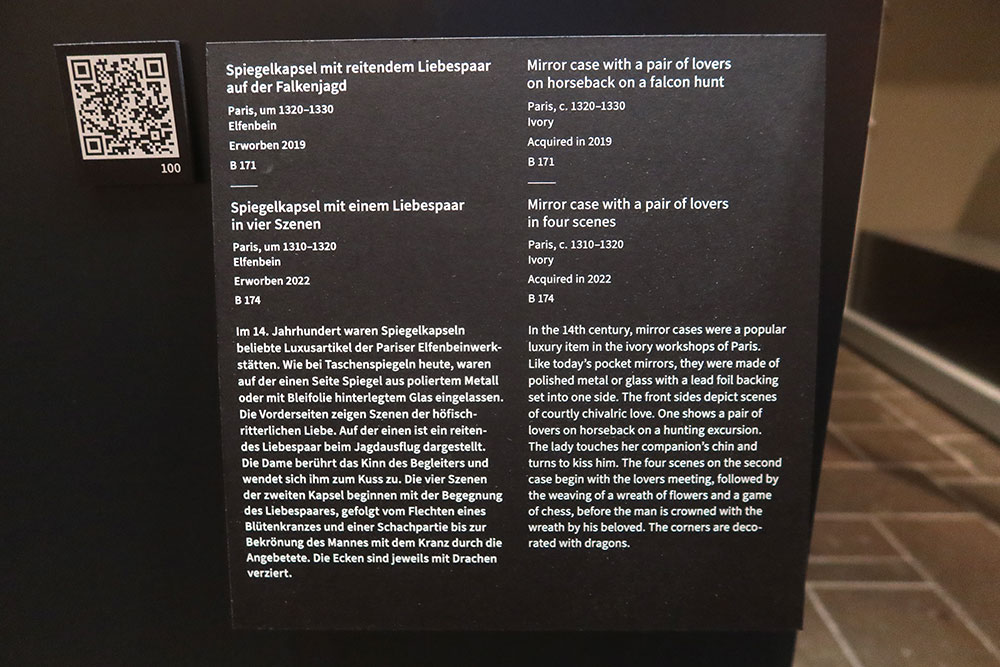 100
Spiegelkapsel mit reitendem Liebespaar
auf der Falkenjagd
Paris, um 1320–1330
Elfenbein
Erworben 2019
B 171
Spiegelkapsel mit einem Liebespaar
in vier Szenen
Paris, um 1310–1320
Elfenbein
Erworben 2022
B 174
Im 14. Jahrhundert waren Spiegelkapseln
beliebte Luxusartikel der Pariser Elfenbeinwerk-
stätten. Wie bei Taschenspiegeln heute, waren
auf der einen Seite Spiegel aus poliertem Metall
oder mit Bleifolie hinterlegtem Glas eingelassen.
Die Vorderseiten zeigen Szenen der höfisch-
ritterlichen Liebe. Auf der einen ist ein reiten-
des Liebespaar beim Jagdausflug dargestellt.
Die Dame berührt das Kinn des Begleiters und
wendet sich ihm zum Kuss zu. Die vier Szenen
der zweiten Kapsel beginnen mit der Begegnung
des Liebespaares, gefolgt vom Flechten eines
Blütenkranzes und einer Schachpartie bis zur
Bekrönung des Mannes mit dem Kranz durch die
Angebetete. Die Ecken sind jeweils mit Drachen
verziert.
Mirror case with a pair of lovers
on horseback on a falcon hunt
Paris, c. 1320–1330
Ivory
Acquired in 2019
B 171
Mirror case with a pair of lovers
in four scenes
Paris, c. 1310–1320
Ivory
Acquired in 2022
B 174
In the 14th century, mirror cases were a popular
luxury item in the ivory workshops of Paris.
Like today’s pocket mirrors, they were made of
polished metal or glass with a lead foil backing
set into one side. The front sides depict scenes
of courtly chivalric love. One shows a pair of
lovers on horseback on a hunting excursion.
The lady touches her companion’s chin and
turns to kiss him. The four scenes on the second
case begin with the lovers meeting, followed by
the weaving of a wreath of flowers and a game
of chess, before the man is crowned with the
wreath by his beloved. The corners are deco-
rated with dragons.